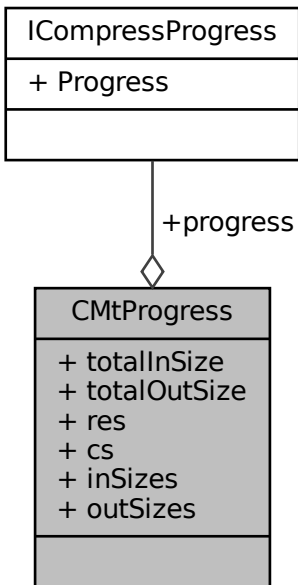 ICompressProgress
+ Progress
+progress
CMtProgress
+ totalInSize
+ totalOutSize
+ res
+ cs
+ inSizes
+ outSizes